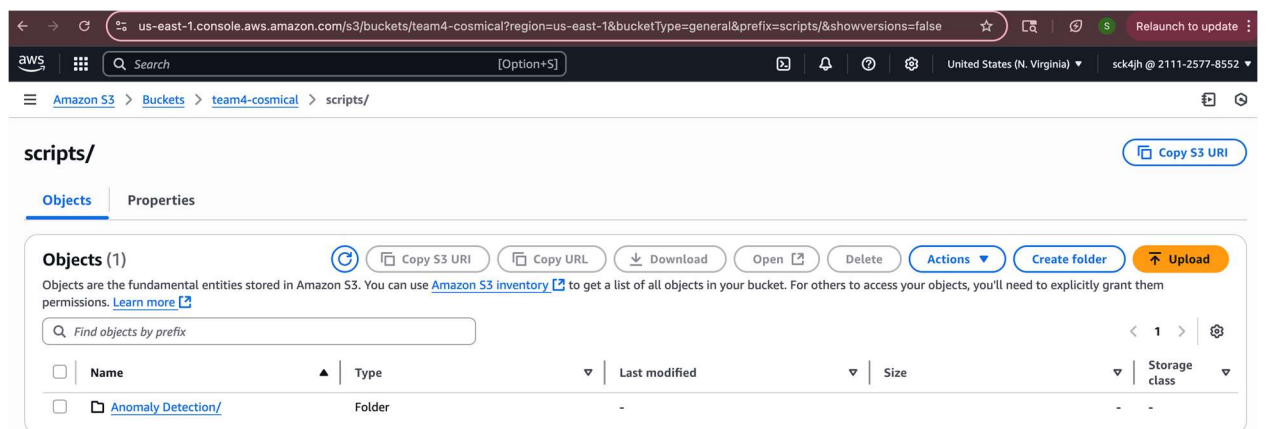 us-east-1.console.aws.amazon.com/s3/buckets/team4-cosmical?region=us-east-1&bucketType=general&prefix=scripts/&showversions=false S Relaunch to update
aws Search [Option+S] United States (N. Virginia) sck4jh @ 2111-2577-8552
Amazon S3 > Buckets > team4-cosmical > scripts/
scripts/ Copy S3 URI
Objects Properties
Objects (1) Copy S3 URI Copy URL Download Open Delete Actions Create folder Upload
Objects are the fundamental entities stored in Amazon S3. You can use Amazon S3 inventory to get a list of all objects in your bucket. For others to access your objects, you'll need to explicitly grant them
permissions. Learn more
Find objects by prefix < 1 >
Name Type Last modified Size Storage class
Anomaly Detection/ Folder - - -